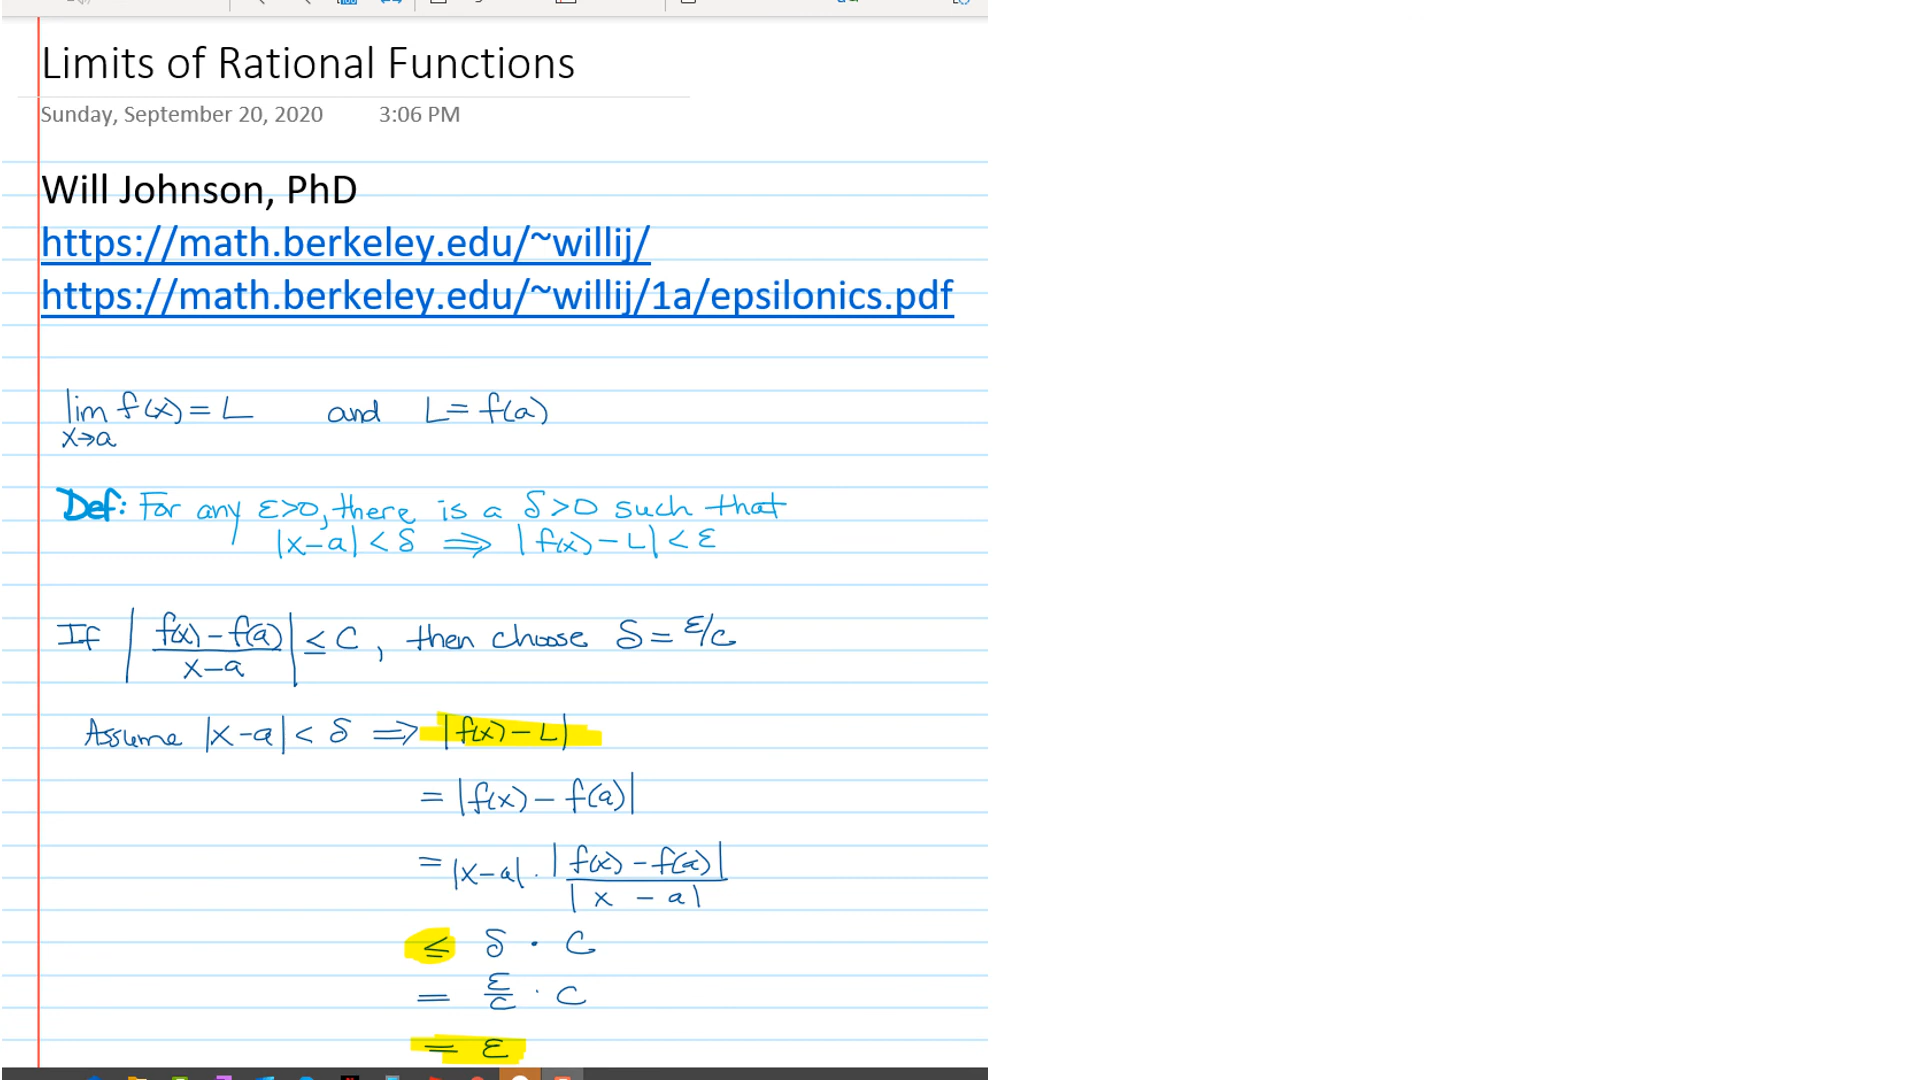 Limits of Rational Functions
Sunday, September 20, 2020 3:06 PM
Will Johnson, PhD
https://math.berkeley.edu/~willij/
https://math.berkeley.edu/~willij/1a/epsilonics.pdf
lim f(x) = L and L = f(a)
x→a
Def: For any ε>0, there is a δ>0 such that
|x-a| < δ ⟹ |f(x) - L| < ε
If | (f(x) - f(a)) / (x-a) | ≤ C, then choose δ = ε/C
Assume |x-a| < δ ⟹ |f(x) - L|
= |f(x) - f(a)|
= |x-a| · |f(x) - f(a)| / |x - a|
≤ δ · C
= ε/C · C
= ε